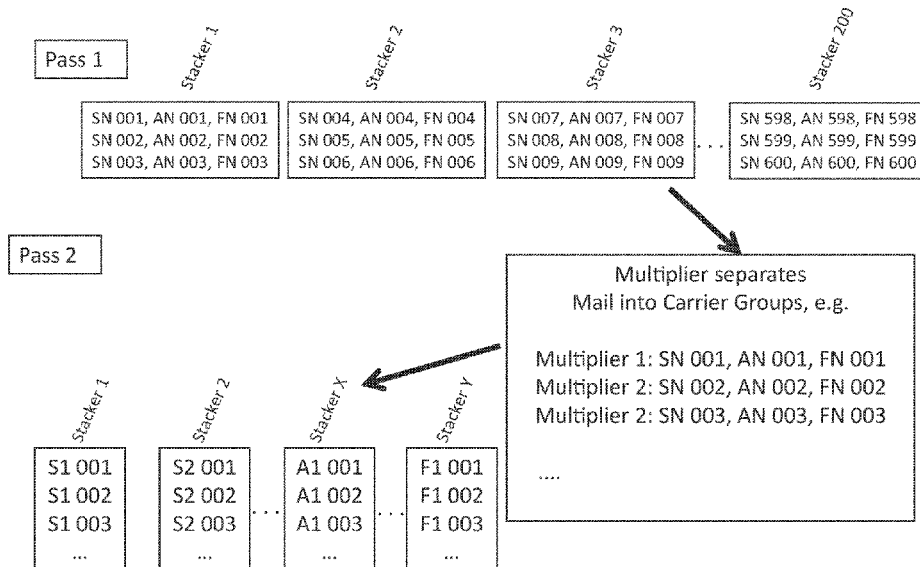 Pass 1
Stacker 1
Stacker 2
Stacker 3
Stacker 200
SN 001, AN 001, FN 001
SN 002, AN 002, FN 002
SN 003, AN 003, FN 003
SN 004, AN 004, FN 004
SN 005, AN 005, FN 005
SN 006, AN 006, FN 006
SN 007, AN 007, FN 007
SN 008, AN 008, FN 008
SN 009, AN 009, FN 009
...
SN 598, AN 598, FN 598
SN 599, AN 599, FN 599
SN 600, AN 600, FN 600
Pass 2
Multiplier separates
Mail into Carrier Groups, e.g.
Multiplier 1: SN 001, AN 001, FN 001
Multiplier 2: SN 002, AN 002, FN 002
Multiplier 2: SN 003, AN 003, FN 003
....
Stacker 1
Stacker 2
Stacker X
Stacker Y
S1 001
S1 002
S1 003
...
S2 001
S2 002
S2 003
...
...
A1 001
A1 002
A1 003
...
...
F1 001
F1 002
F1 003
...